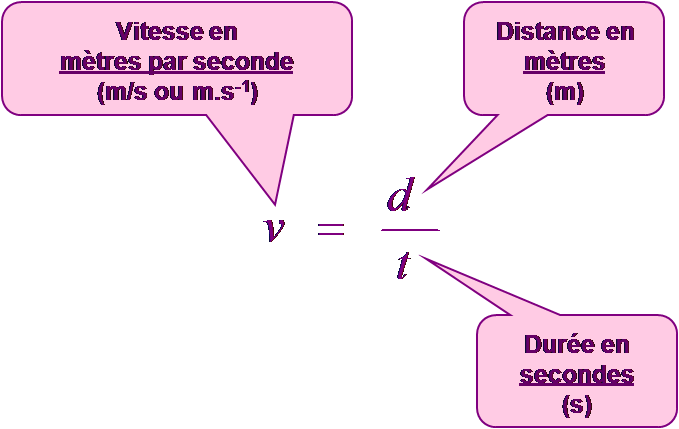 Vitesse en
mètres par seconde
(m/s ou m.s⁻¹)
Distance en
mètres
(m)
v = d
t
Durée en
secondes
(s)